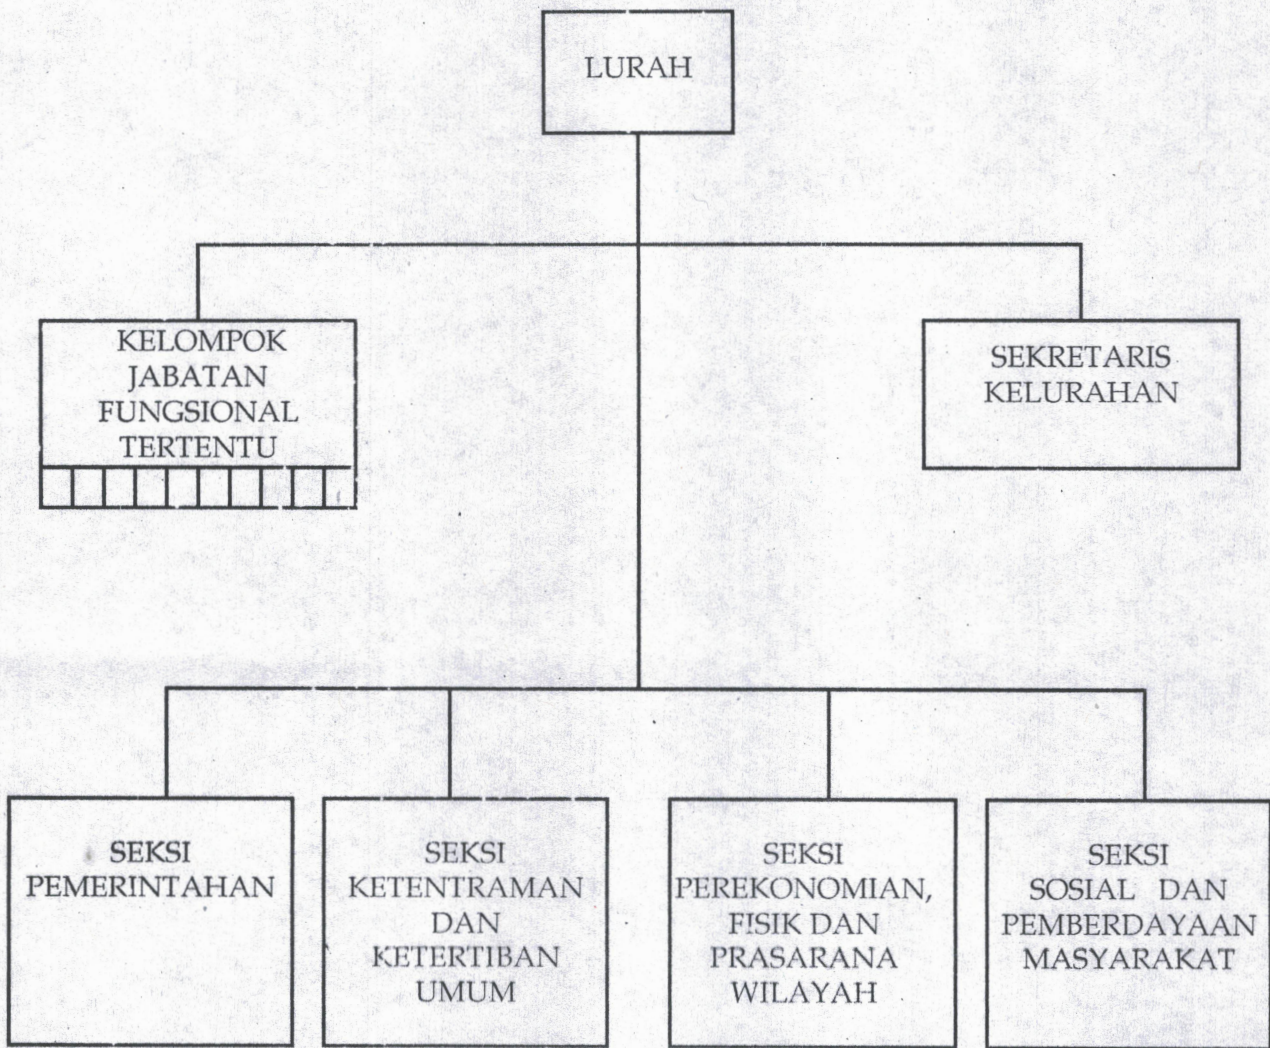 LURAH
KELOMPOK
JABATAN
FUNGSIONAL
TERTENTU
SEKRETARIS
KELURAHAN
SEKSI
PEMERINTAHAN
SEKSI
KETENTRAMAN
DAN
KETERTIBAN
UMUM
SEKSI
PEREKONOMIAN,
FISIK DAN
PRASARANA
WILAYAH
SEKSI
SOSIAL DAN
PEMBERDAYAAN
MASYARAKAT